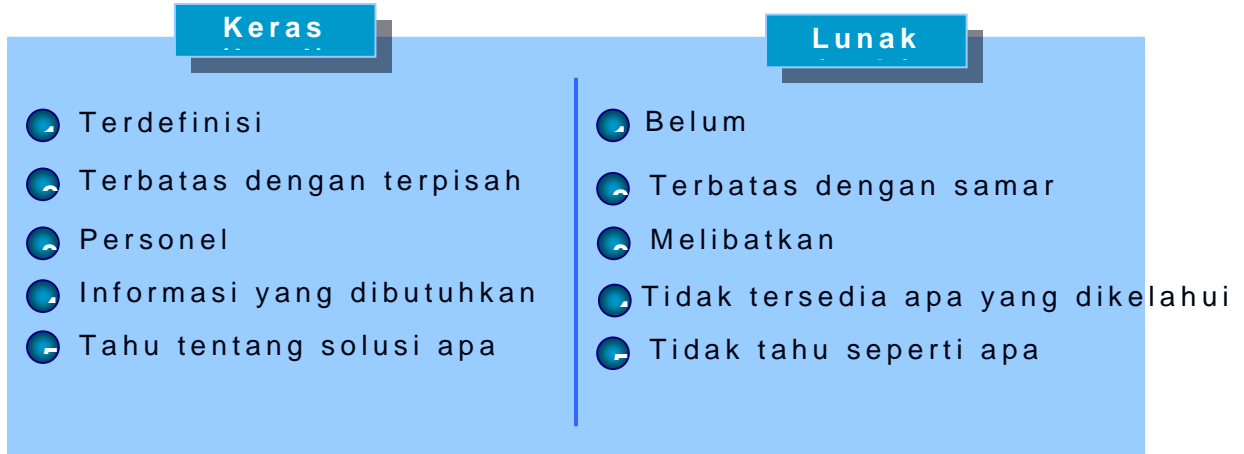 Keras
Lunak
Terdefinisi
Terbatas dengan terpisah
Personel
Informasi yang dibutuhkan
Tahu tentang solusi apa
Belum
Terbatas dengan samar
Melibatkan
Tidak tersedia apa yang dikelahui
Tidak tahu seperti apa